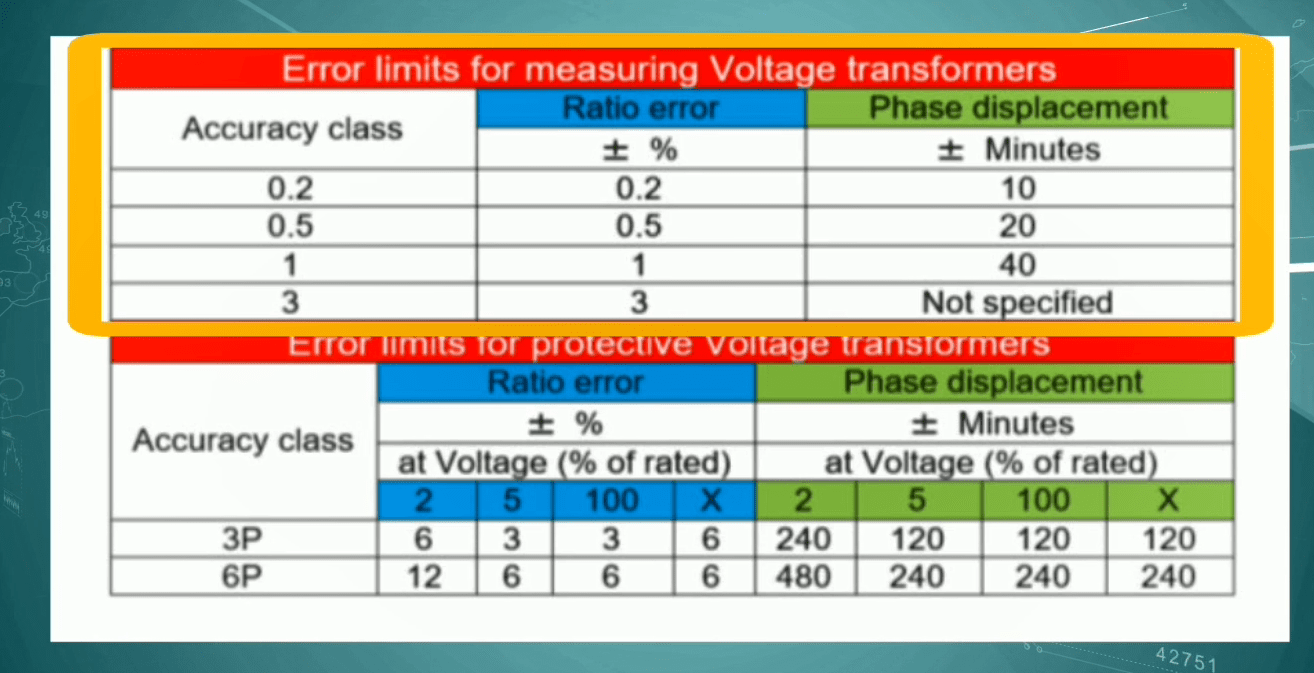 Error limits for measuring Voltage transformers
Accuracy class Ratio error Phase displacement
± % ± Minutes
0.2 0.2 10
0.5 0.5 20
1 1 40
3 3 Not specified
Error limits for protective Voltage transformers
Accuracy class Ratio error Phase displacement
± % ± Minutes
at Voltage (% of rated) at Voltage (% of rated)
2 5 100 X 2 5 100 X
3P 6 3 3 6 240 120 120 120
6P 12 6 6 6 480 240 240 240
42751